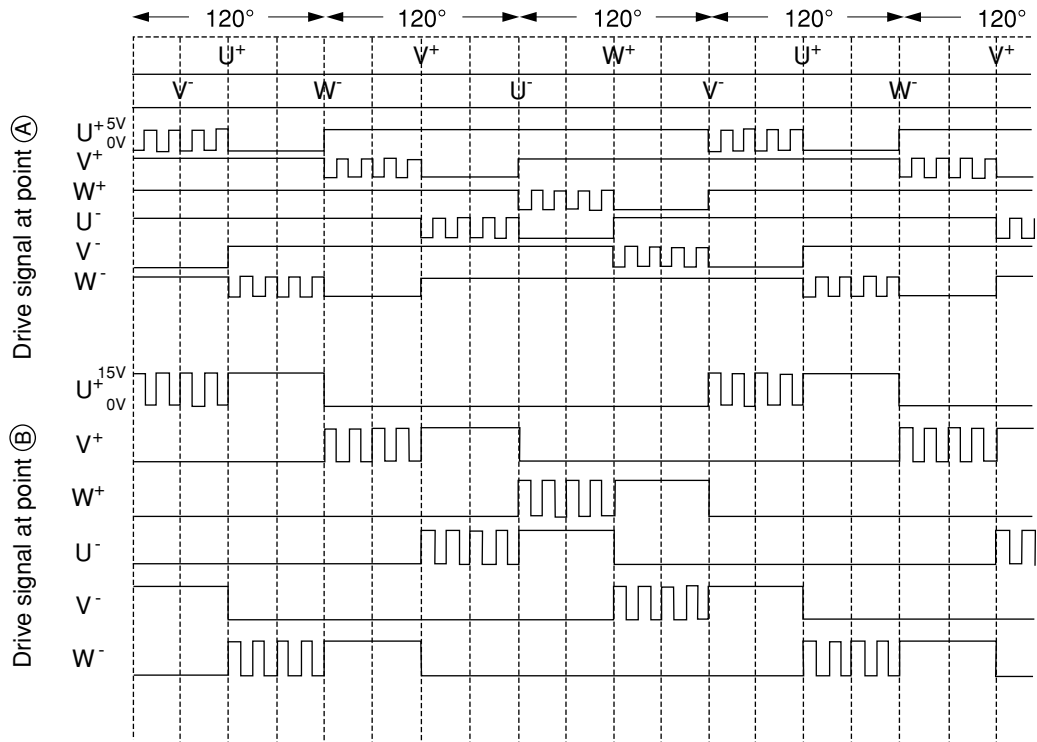 120° 120° 120° 120° 120°
U+ V+ W+ U+ V+
V- W- U- V- W-
Drive signal at point Ⓐ
U+ 5V 0V
V+
W+
U-
V-
W-
Drive signal at point Ⓑ
U+ 15V 0V
V+
W+
U-
V-
W-